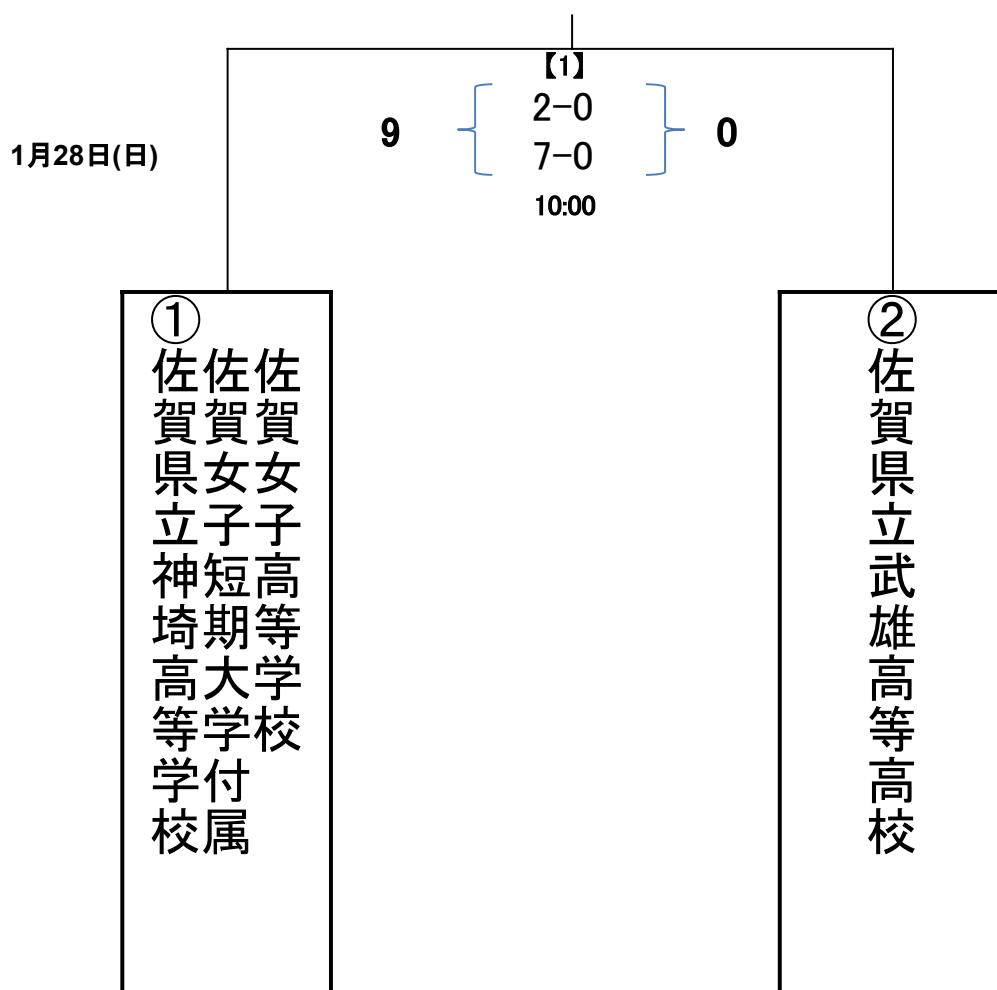 【1】
2-0
9
0
7-0
1月28日(日)
10:00
①
佐賀女子高等学校
佐賀女子短期大学付属
佐賀県立神埼高等学校
②
佐賀県立武雄高等高校